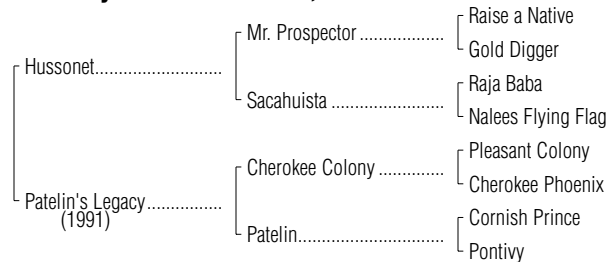 Raise a Native
Mr. Prospector ..................
Gold Digger
Hussonet...........................
Raja Baba
Sacahuista ........................
Nalees Flying Flag
Pleasant Colony
Cherokee Colony ..............
Cherokee Phoenix
Patelin's Legacy................
(1991)
Cornish Prince
Patelin...............................
Pontivy